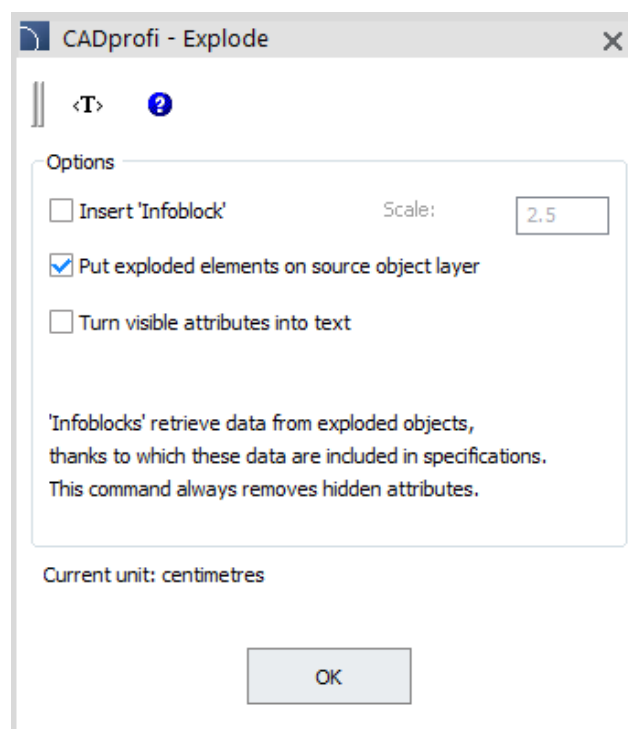 CADprofi - Explode
<T>
?
Options
Insert 'Infoblock' Scale: 2.5
Put exploded elements on source object layer
Turn visible attributes into text
'Infoblocks' retrieve data from exploded objects,
thanks to which these data are included in specifications.
This command always removes hidden attributes.
Current unit: centimetres
OK